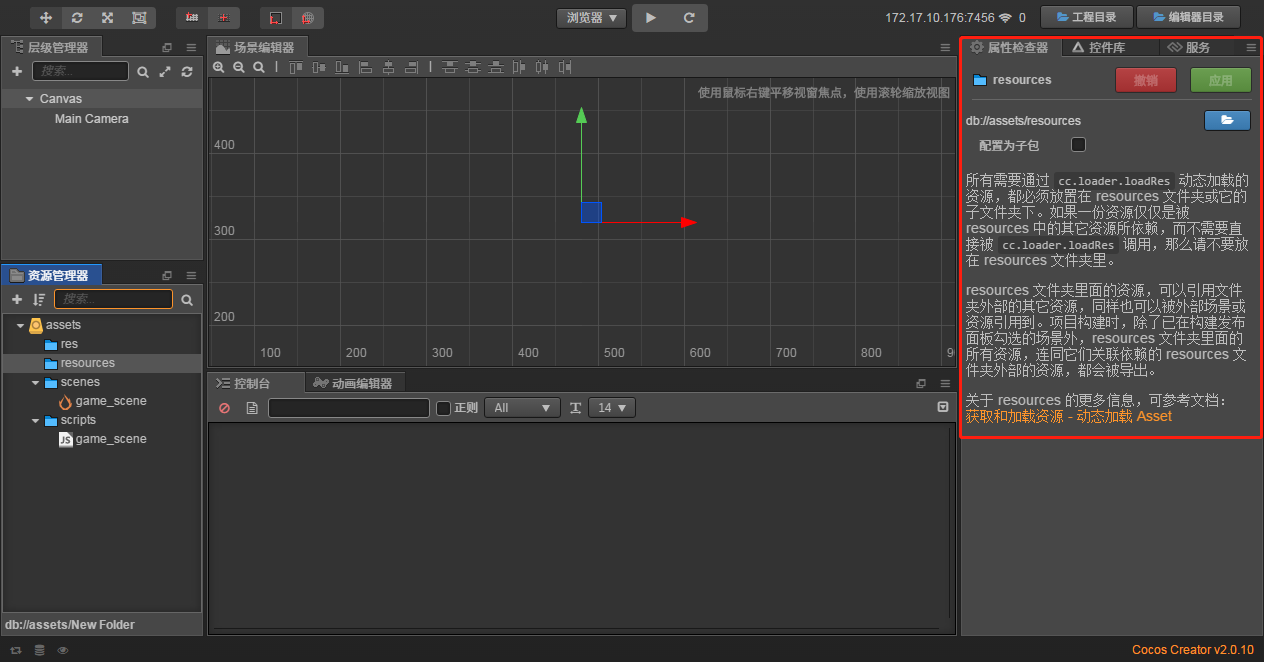 浏览器 ▼
172.17.10.176:7456
0
工程目录
编辑器目录
层级管理器
搜索...
Canvas
Main Camera
场景编辑器
使用鼠标右键平移视窗焦点，使用滚轮缩放视图
400
300
200
100
200
300
400
500
600
700
800
9
资源管理器
搜索...
assets
res
resources
scenes
game_scene
scripts
JS game_scene
db://assets/New Folder
控制台
动画编辑器
正则
All
14
属性检查器
控件库
服务
resources
撤销
应用
db://assets/resources
配置为子包
所有需要通过 cc.loader.loadRes 动态加载的
资源，都必须放置在 resources 文件夹或它的
子文件夹下。如果一份资源仅仅是被
resources 中的其它资源所依赖，而不需要直
接被 cc.loader.loadRes 调用，那么请不要放
在 resources 文件夹里。
resources 文件夹里面的资源，可以引用文件
夹外部的其它资源，同样也可以被外部场景或
资源引用到。项目构建时，除了已在构建发布
面板勾选的场景外，resources 文件夹里面的
所有资源，连同它们关联依赖的 resources 文
件夹外部的资源，都会被导出。
关于 resources 的更多信息，可参考文档：
获取和加载资源 - 动态加载 Asset
Cocos Creator v2.0.10